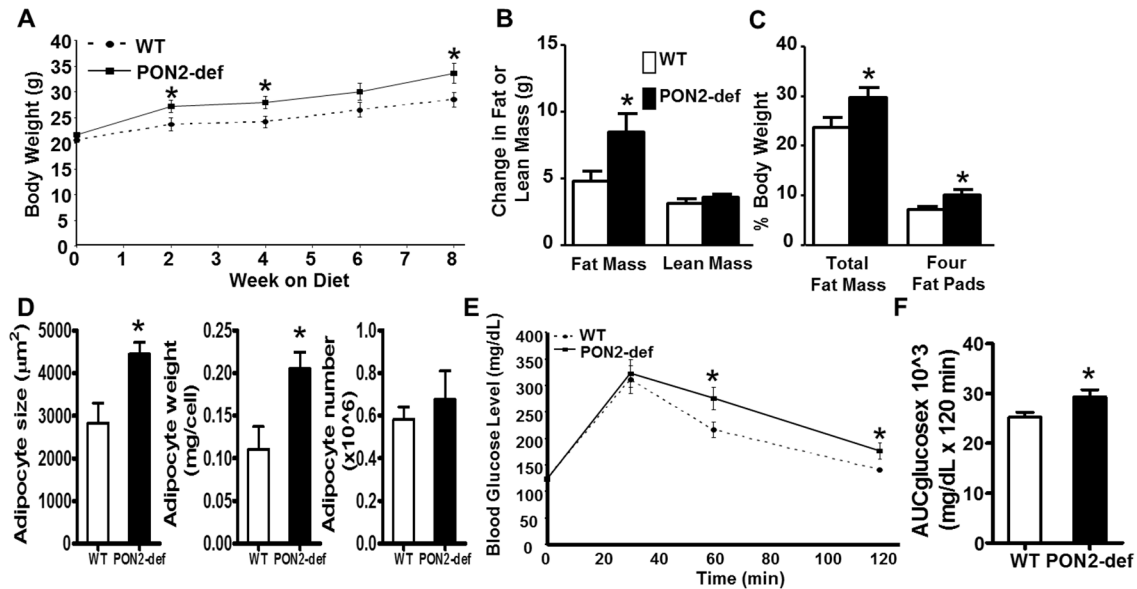 A
WT
PON2-def
Body Weight (g)
40
35
30
25
20
15
10
5
0
* * *
0 2 4 6 7 8
Week on Diet
B
WT
PON2-def
Change in Fat or
Lean Mass (g)
15
10
5
0
*
Fat Mass Lean Mass
C
% Body Weight
40
30
20
10
0
* *
Total
Fat Mass
Four
Fat Pads
D
Adipocyte size (μm²)
5000
4000
3000
2000
1000
0
*
WT PON2-def
Adipocyte weight
(mg/cell)
0.25
0.20
0.15
0.10
0.05
0.00
*
WT PON2-def
Adipocyte number
(x10^6)
1.0
0.8
0.6
0.4
0.2
0.0
WT PON2-def
E
WT
PON2-def
Blood Glucose Level (mg/dL)
400
350
300
250
200
150
100
50
0
* *
0 20 40 60 80 100 120
Time (min)
F
AUCglucosex 10^3
(mg/dL x 120 min)
40
30
20
10
0
*
WT PON2-def